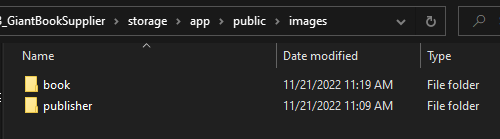 3_GiantBookSupplier > storage > app > public > images
Name Date modified Type
book 11/21/2022 11:19 AM File folder
publisher 11/21/2022 11:09 AM File folder